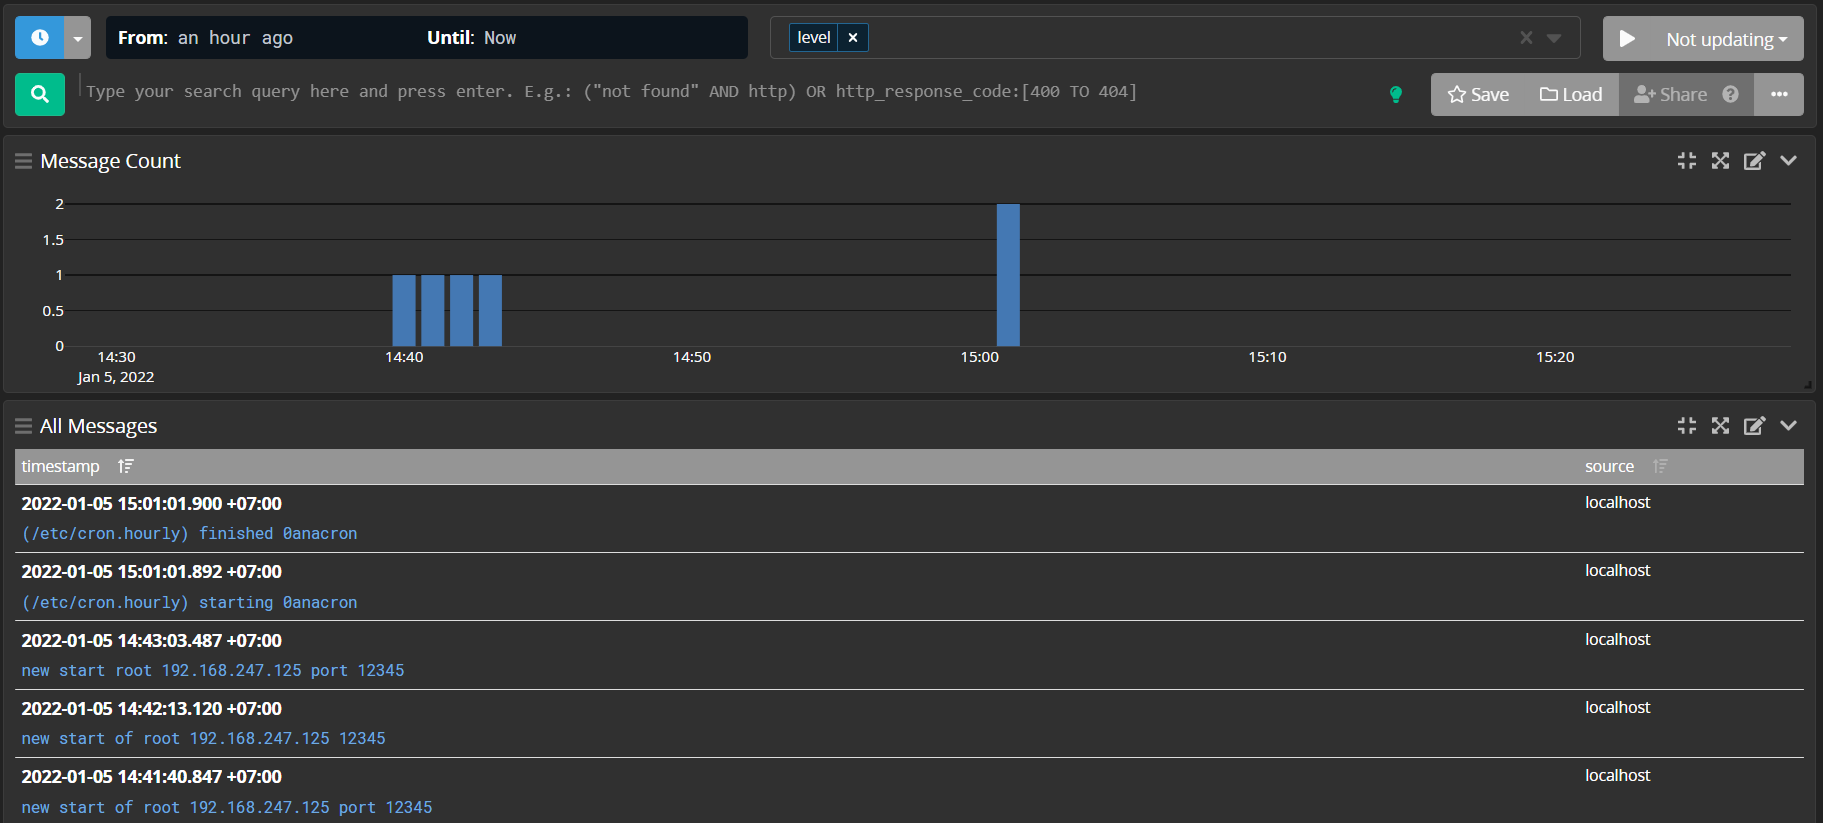 From: an hour ago Until: Now level × Not updating
Type your search query here and press enter. E.g.: ("not found" AND http) OR http_response_code:[400 TO 404] Save Load Share ? •••
Message Count
2
1.5
1
0.5
0
14:30 14:40 14:50 15:00 15:10 15:20
Jan 5, 2022
All Messages
timestamp source
2022-01-05 15:01:01.900 +07:00 localhost
(/etc/cron.hourly) finished 0anacron
2022-01-05 15:01:01.892 +07:00 localhost
(/etc/cron.hourly) starting 0anacron
2022-01-05 14:43:03.487 +07:00 localhost
new start root 192.168.247.125 port 12345
2022-01-05 14:42:13.120 +07:00 localhost
new start of root 192.168.247.125 12345
2022-01-05 14:41:40.847 +07:00 localhost
new start of root 192.168.247.125 port 12345